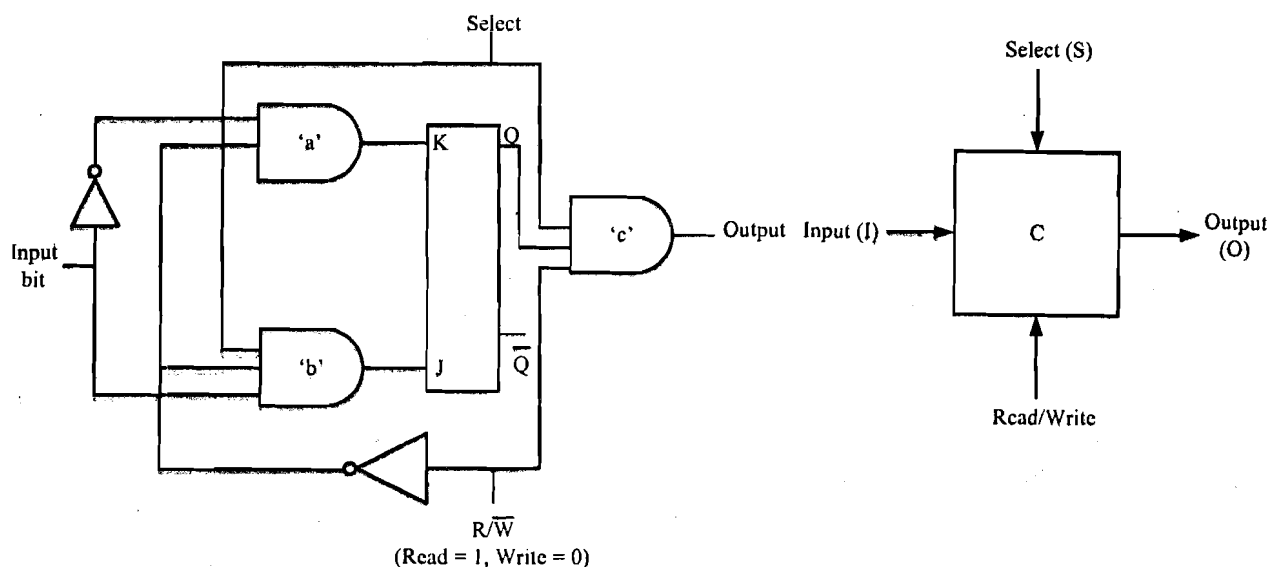 Select
'a'
K
Q
'c'
Output
Input
bit
'b'
J
Q̅
R/W̅
(Read = 1, Write = 0)
Select (S)
Input (I)
C
Output
(O)
Read/Write